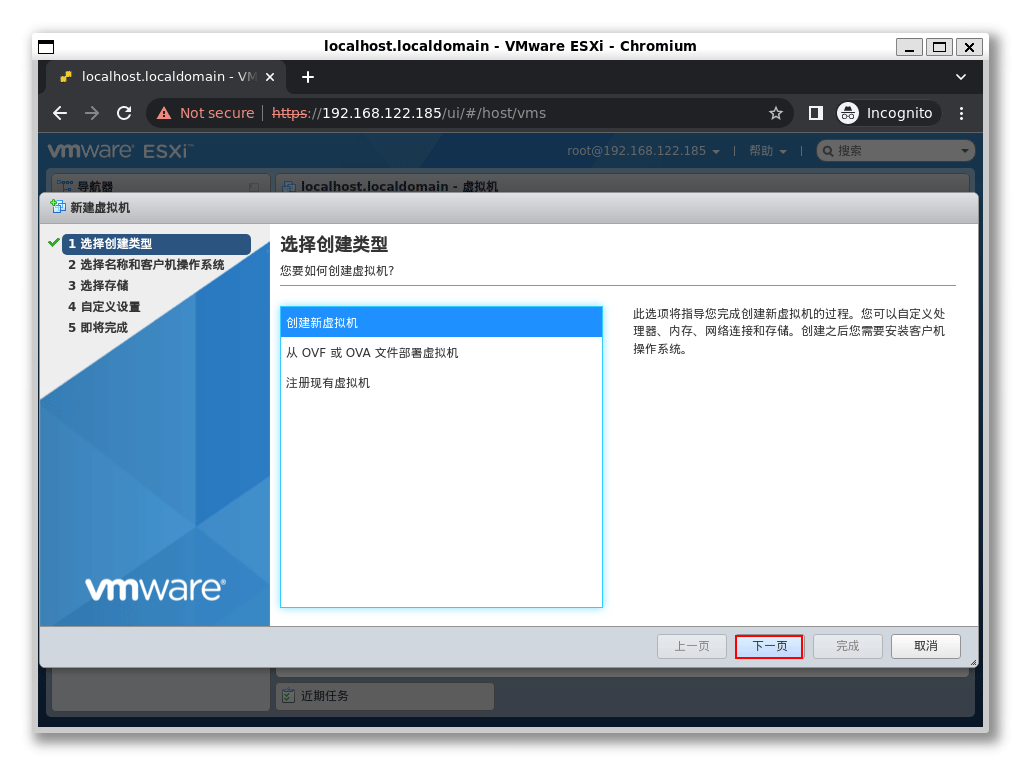 localhost.localdomain - VMware ESXi - Chromium
localhost.localdomain - VM
Not secure
https://192.168.122.185/ui/#/host/vms
Incognito
vmware ESXi™
root@192.168.122.185
帮助
搜索
导航器
localhost.localdomain - 虚拟机
新建虚拟机
1 选择创建类型
2 选择名称和客户机操作系统
3 选择存储
4 自定义设置
5 即将完成
选择创建类型
您要如何创建虚拟机?
创建新虚拟机
从 OVF 或 OVA 文件部署虚拟机
注册现有虚拟机
此选项将指导您完成创建新虚拟机的过程。您可以自定义处
理器、内存、网络连接和存储。创建之后您需要安装客户机
操作系统。
vmware®
上一页
下一页
完成
取消
近期任务